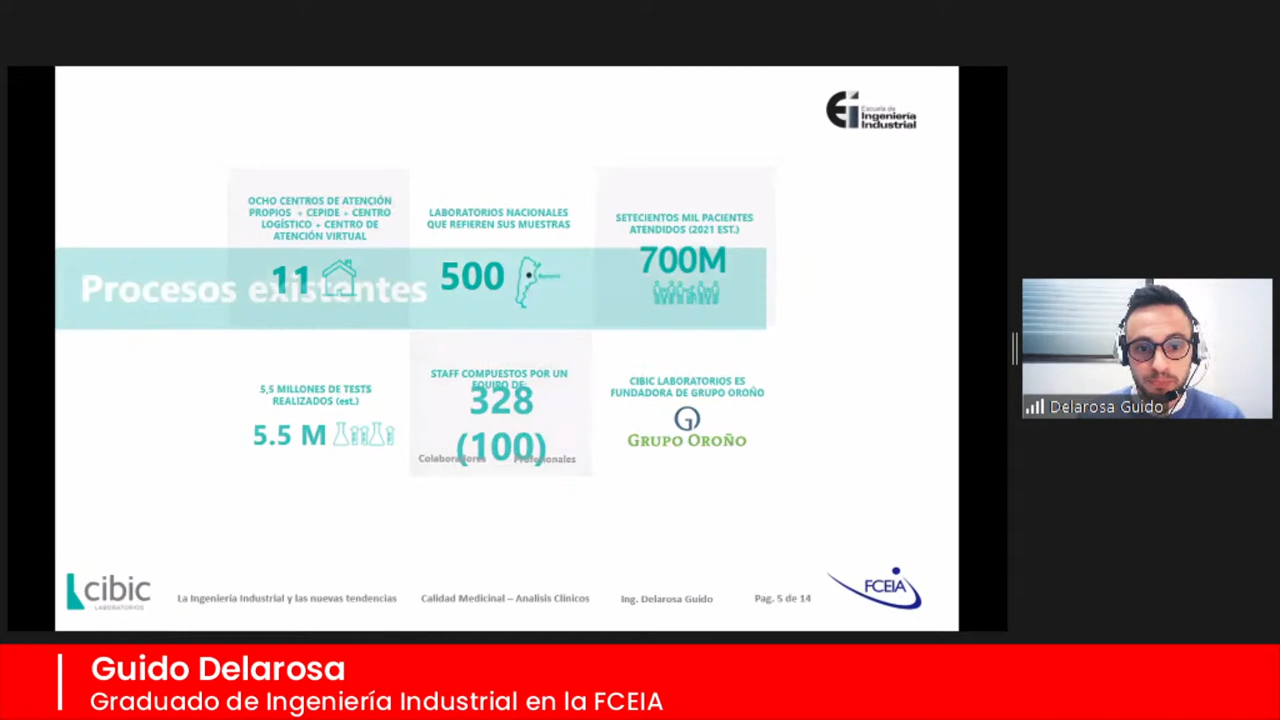 Escuela de
Ingeniería
Industrial
OCHO CENTROS DE ATENCIÓN
PROPIOS + CEPIDE + CENTRO
LOGÍSTICO + CENTRO DE
ATENCIÓN VIRTUAL
11
LABORATORIOS NACIONALES
QUE REFIEREN SUS MUESTRAS
500
SETECIENTOS MIL PACIENTES
ATENDIDOS (2021 EST.)
700M
Procesos existentes
5,5 MILLONES DE TESTS
REALIZADOS (est.)
5.5 M
STAFF COMPUESTOS POR UN
EQUIPO DE:
328
(100)
Colaboradores Profesionales
CIBIC LABORATORIOS ES
FUNDADORA DE GRUPO OROÑO
GRUPO OROÑO
cibic
LABORATORIOS
La Ingeniería Industrial y las nuevas tendencias
Calidad Medicinal – Analisis Clínicos
Ing. Delarosa Guido
Pag. 5 de 14
FCEIA
Delarosa Guido
Guido Delarosa
Graduado de Ingeniería Industrial en la FCEIA